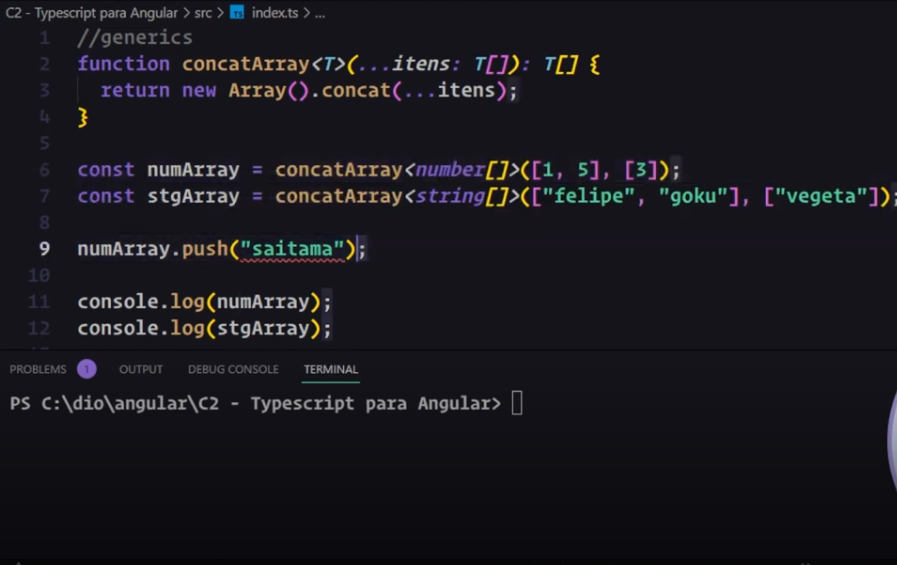 C2 - Typescript para Angular > src > TS index.ts > ...
1 //generics
2 function concatArray<T>(...itens: T[]): T[] {
3 return new Array().concat(...itens);
4 }
5
6 const numArray = concatArray<number[]>([1, 5], [3]);
7 const stgArray = concatArray<string[]>(["felipe", "goku"], ["vegeta"]);
8
9 numArray.push("saitama");
10
11 console.log(numArray);
12 console.log(stgArray);
PROBLEMS 1 OUTPUT DEBUG CONSOLE TERMINAL
PS C:\dio\angular\C2 - Typescript para Angular>